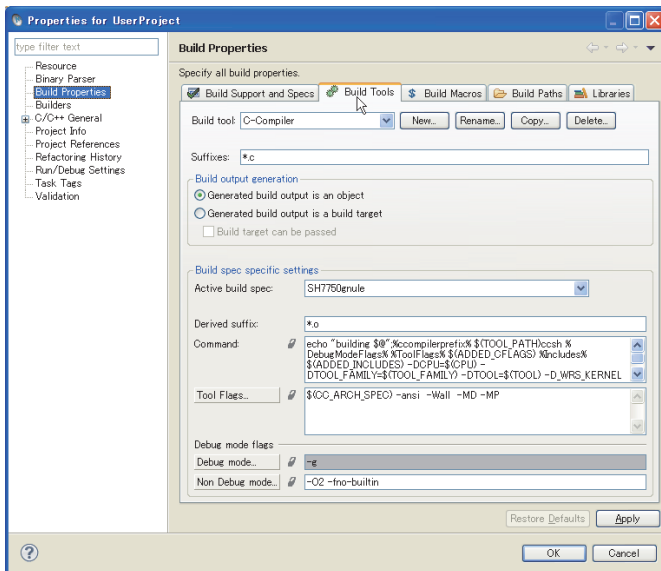 Properties for UserProject
type filter text
Resource
Binary Parser
Build Properties
Builders
C/C++ General
Project Info
Project References
Refactoring History
Run/Debug Settings
Task Tags
Validation
Build Properties
Specify all build properties.
Build Support and Specs Build Tools $ Build Macros Build Paths Libraries
Build tool: C-Compiler New... Rename... Copy... Delete...
Suffixes: *.c
Build output generation
Generated build output is an object
Generated build output is a build target
Build target can be passed
Build spec specific settings
Active build spec: SH7750gnule
Derived suffix: *.o
Command: echo "building $@";%ccompilerprefix% $(TOOL_PATH)ccsh %
DebugModeFlags% %ToolFlags% $(ADDED_CFLAGS) %Includes%
$(ADDED_INCLUDES) -DCPU=$(CPU) -
DTOOL_FAMILY=$(TOOL_FAMILY) -DTOOL=$(TOOL) -D_WRS_KERNEL
Tool Flags... $(CC_ARCH_SPEC) -ansi -Wall -MD -MP
Debug mode flags
Debug mode... -g
Non Debug mode... -O2 -fno-builtin
Restore Defaults Apply
? OK Cancel